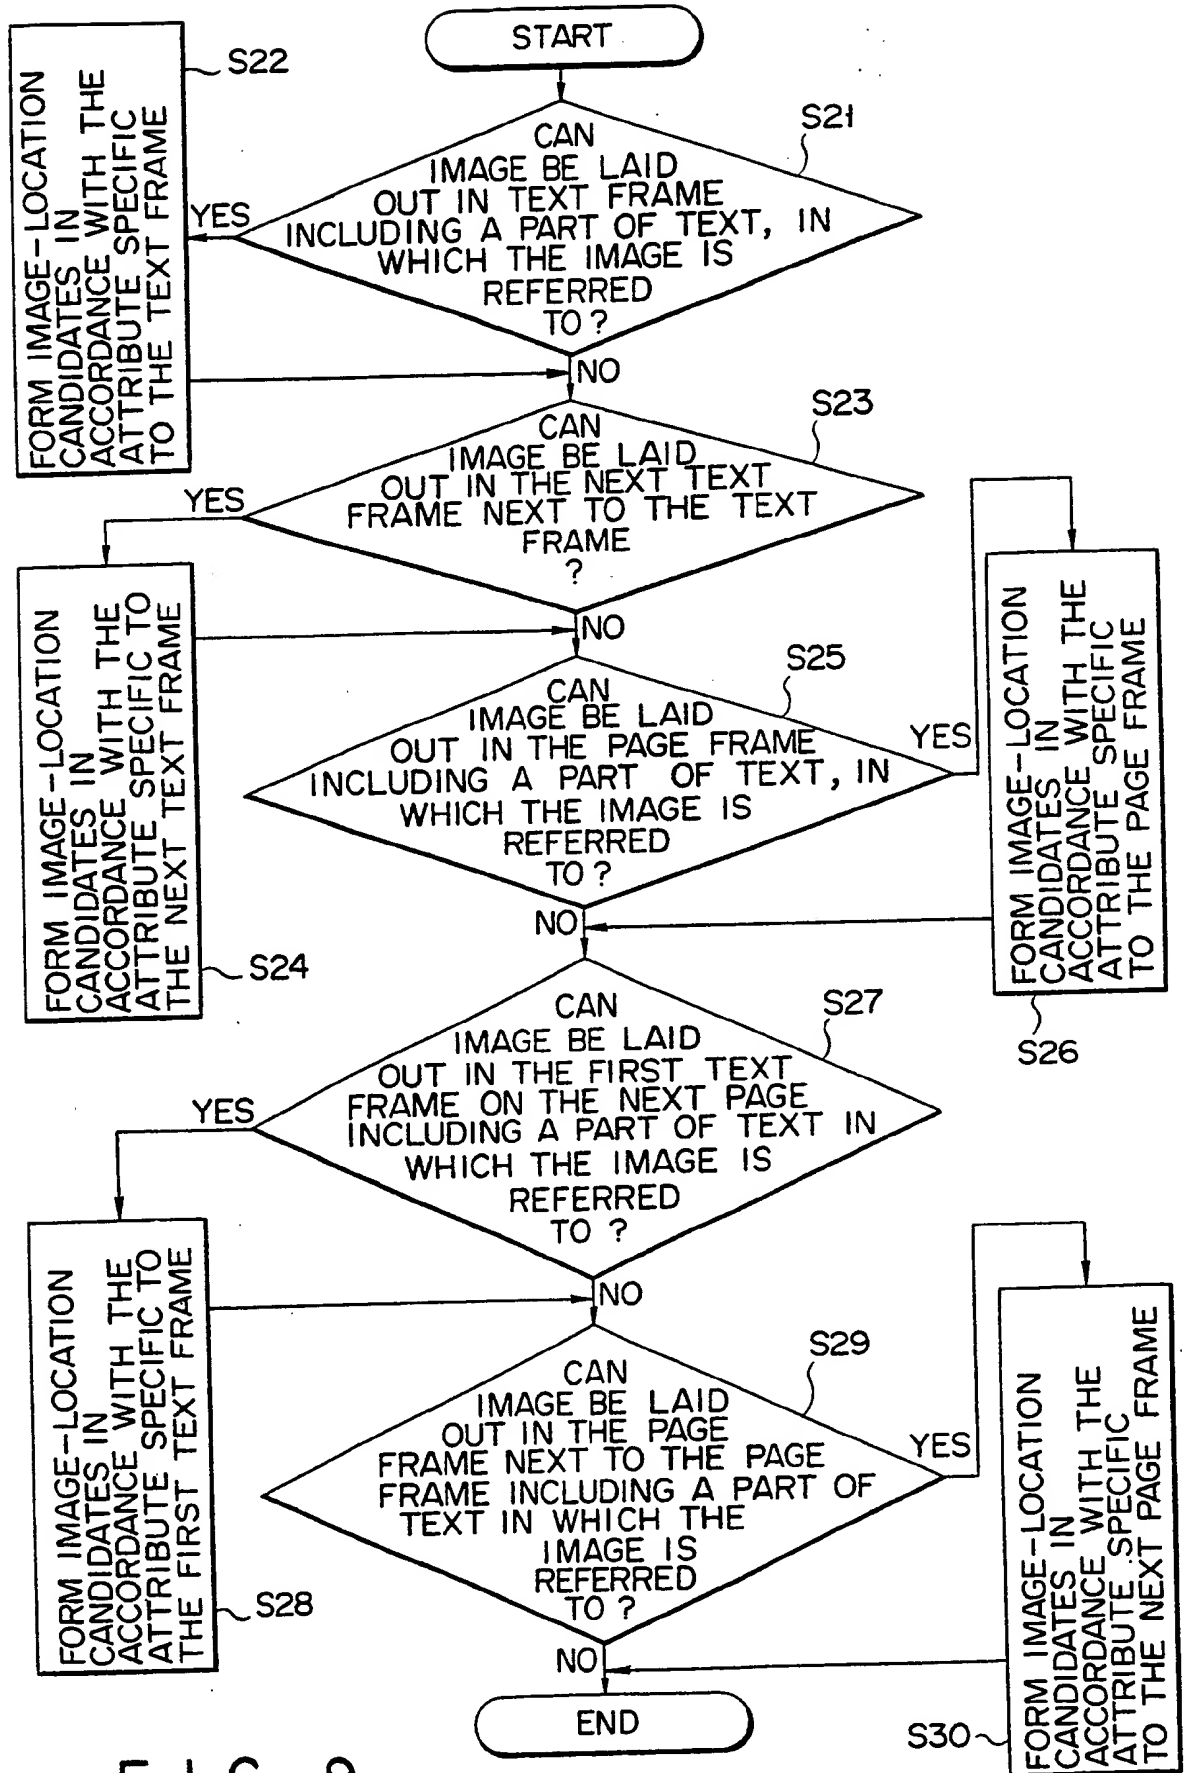 START
S21
CAN
IMAGE BE LAID
OUT IN TEXT FRAME
INCLUDING A PART OF TEXT, IN
WHICH THE IMAGE IS
REFERRED
TO?
YES
NO
S22
FORM IMAGE-LOCATION
CANDIDATES IN
ACCORDANCE WITH THE
ATTRIBUTE SPECIFIC
TO THE TEXT FRAME
S23
CAN
IMAGE BE LAID
OUT IN THE NEXT TEXT
FRAME NEXT TO THE TEXT
FRAME
?
YES
NO
FORM IMAGE-LOCATION
CANDIDATES IN
ACCORDANCE WITH THE
ATTRIBUTE SPECIFIC TO
THE NEXT TEXT FRAME
S24
S25
CAN
IMAGE BE LAID
OUT IN THE PAGE FRAME
INCLUDING A PART OF TEXT, IN
WHICH THE IMAGE IS
REFERRED
TO?
YES
NO
FORM IMAGE-LOCATION
CANDIDATES IN
ACCORDANCE WITH THE
ATTRIBUTE SPECIFIC
TO THE PAGE FRAME
S26
S27
CAN
IMAGE BE LAID
OUT IN THE FIRST TEXT
FRAME ON THE NEXT PAGE
INCLUDING A PART OF TEXT IN
WHICH THE IMAGE IS
REFERRED
TO ?
YES
NO
FORM IMAGE-LOCATION
CANDIDATES IN
ACCORDANCE WITH THE
ATTRIBUTE SPECIFIC TO
THE FIRST TEXT FRAME
S28
S29
CAN
IMAGE BE LAID
OUT IN THE PAGE
FRAME NEXT TO THE PAGE
FRAME INCLUDING A PART OF
TEXT IN WHICH THE
IMAGE IS
REFERRED
TO ?
YES
NO
FORM IMAGE-LOCATION
CANDIDATES IN
ACCORDANCE WITH THE
ATTRIBUTE SPECIFIC
TO THE NEXT PAGE FRAME
S30
END